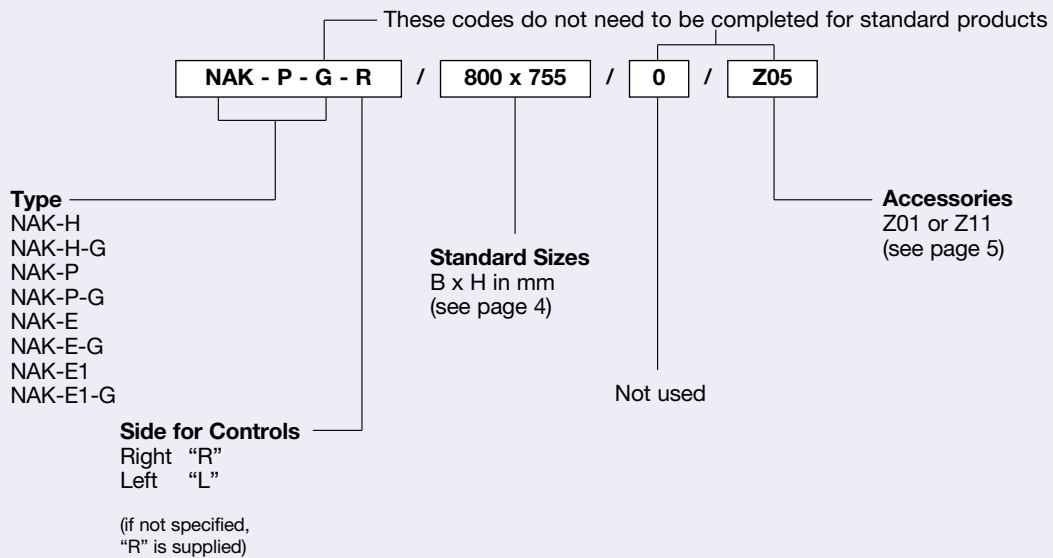 These codes do not need to be completed for standard products
NAK - P - G - R / 800 x 755 / 0 / Z05
Type
NAK-H
NAK-H-G
NAK-P
NAK-P-G
NAK-E
NAK-E-G
NAK-E1
NAK-E1-G
Side for Controls
Right “R”
Left “L”
(if not specified,
“R” is supplied)
Standard Sizes
B x H in mm
(see page 4)
Not used
Accessories
Z01 or Z11
(see page 5)